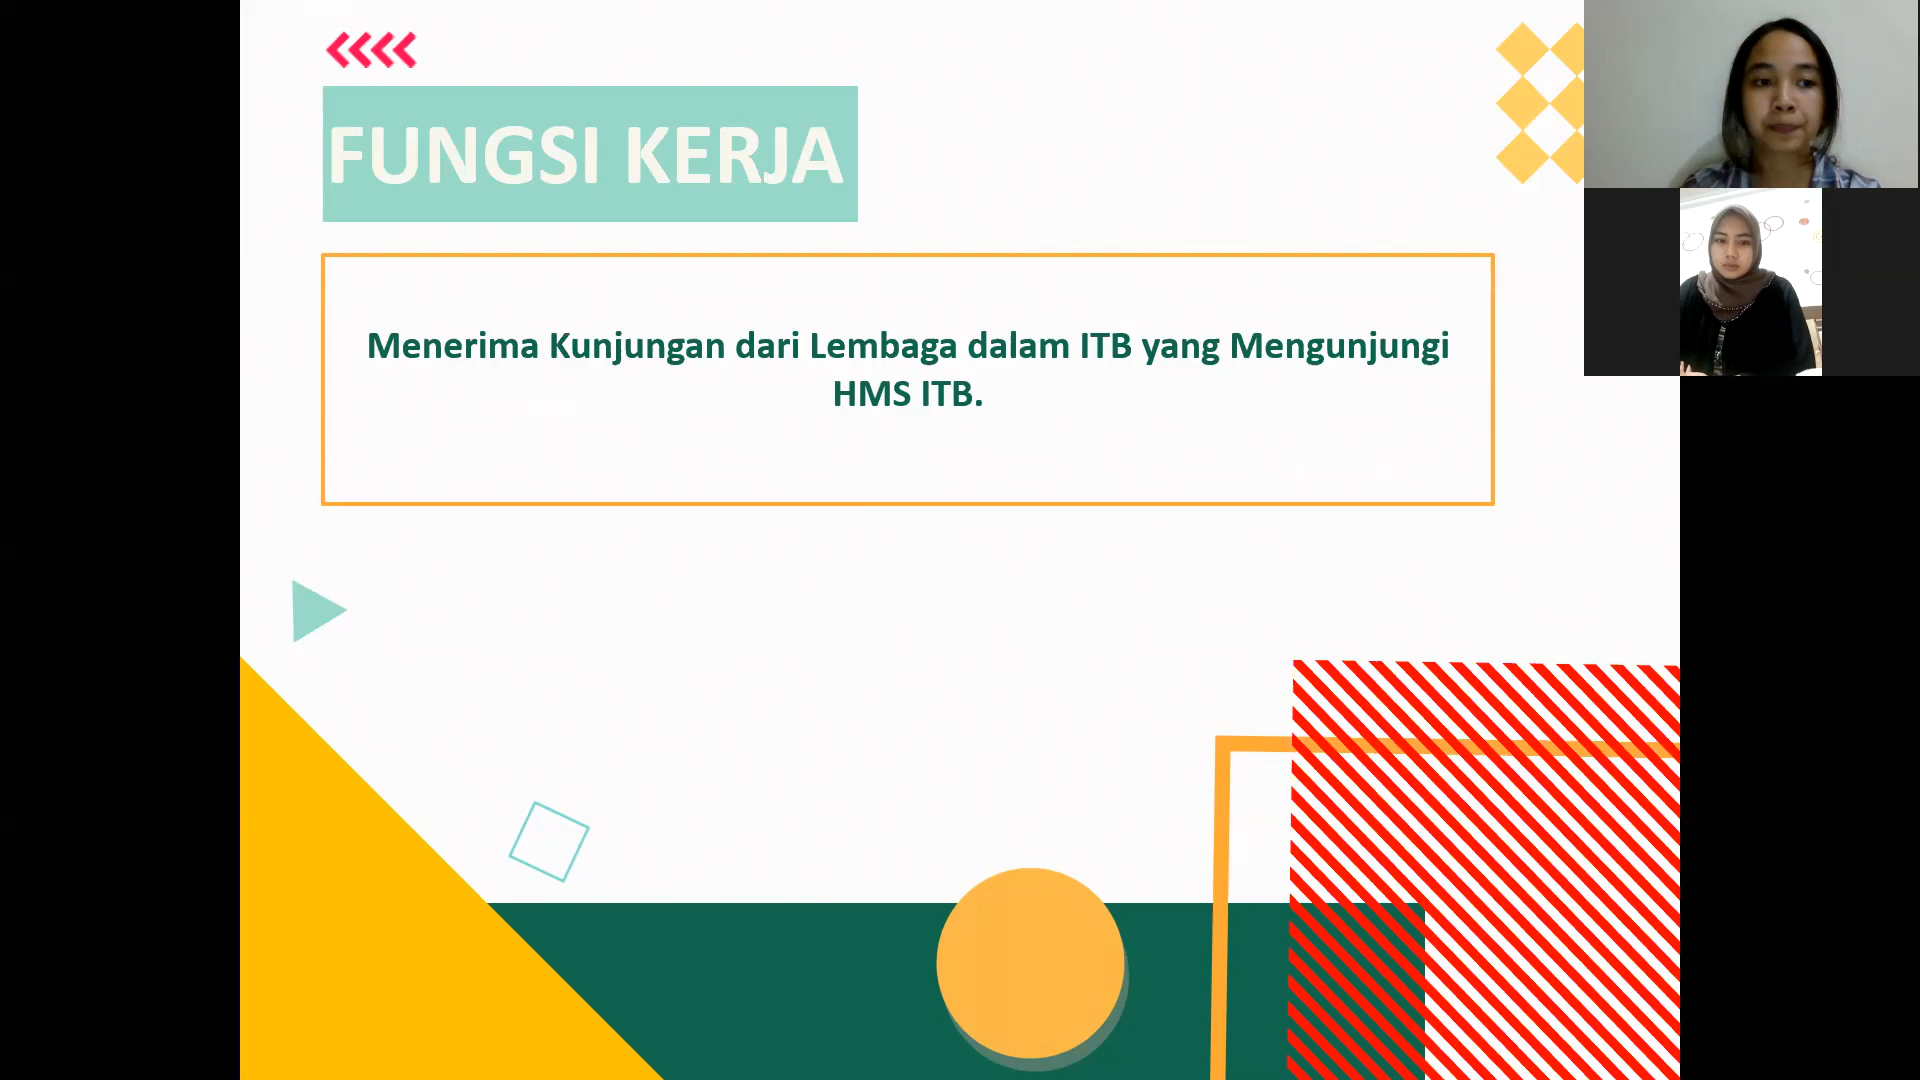 FUNGSI KERJA
Menerima Kunjungan dari Lembaga dalam ITB yang Mengunjungi
HMS ITB.